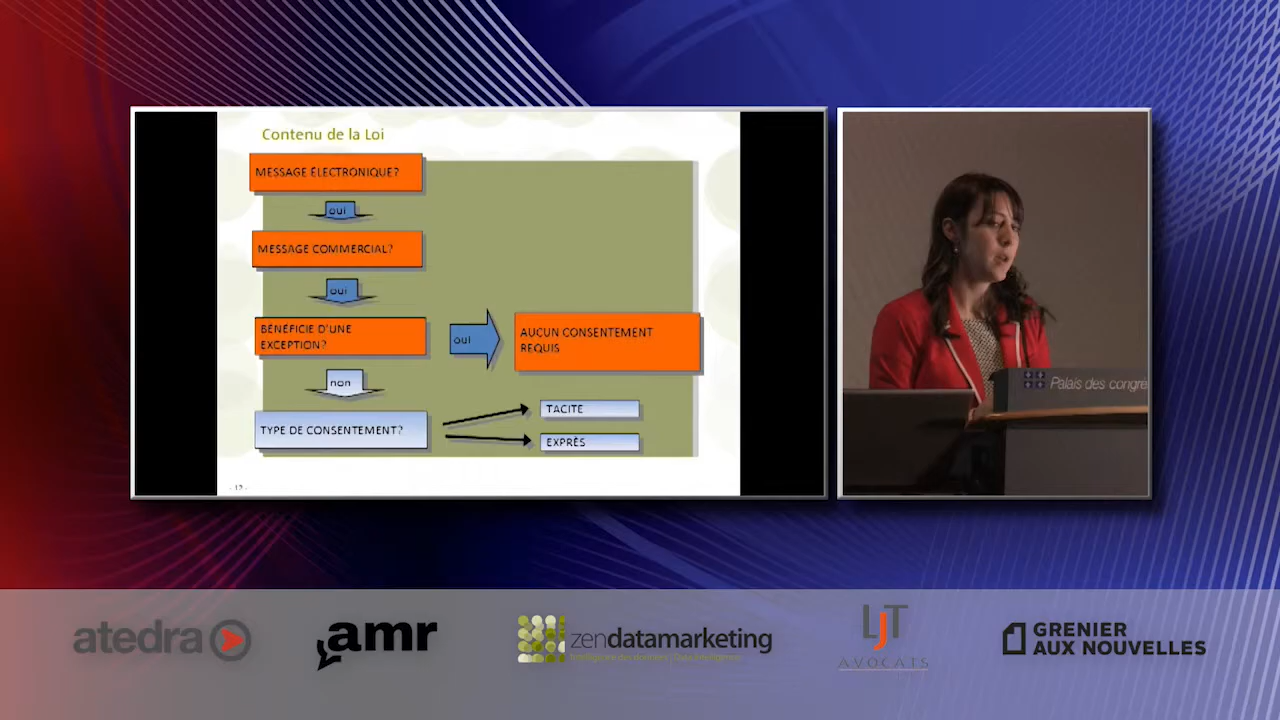 Contenu de la Loi
MESSAGE ÉLECTRONIQUE?
oui
MESSAGE COMMERCIAL?
oui
BÉNÉFICIE D'UNE
EXCEPTION?
oui
AUCUN CONSENTEMENT
REQUIS
non
TYPE DE CONSENTEMENT?
TACITE
EXPRÈS
- 12 -
Palais des congrè
atedra
amr
zendatamarketing
LJT
AVOCATS
GRENIER
AUX NOUVELLES